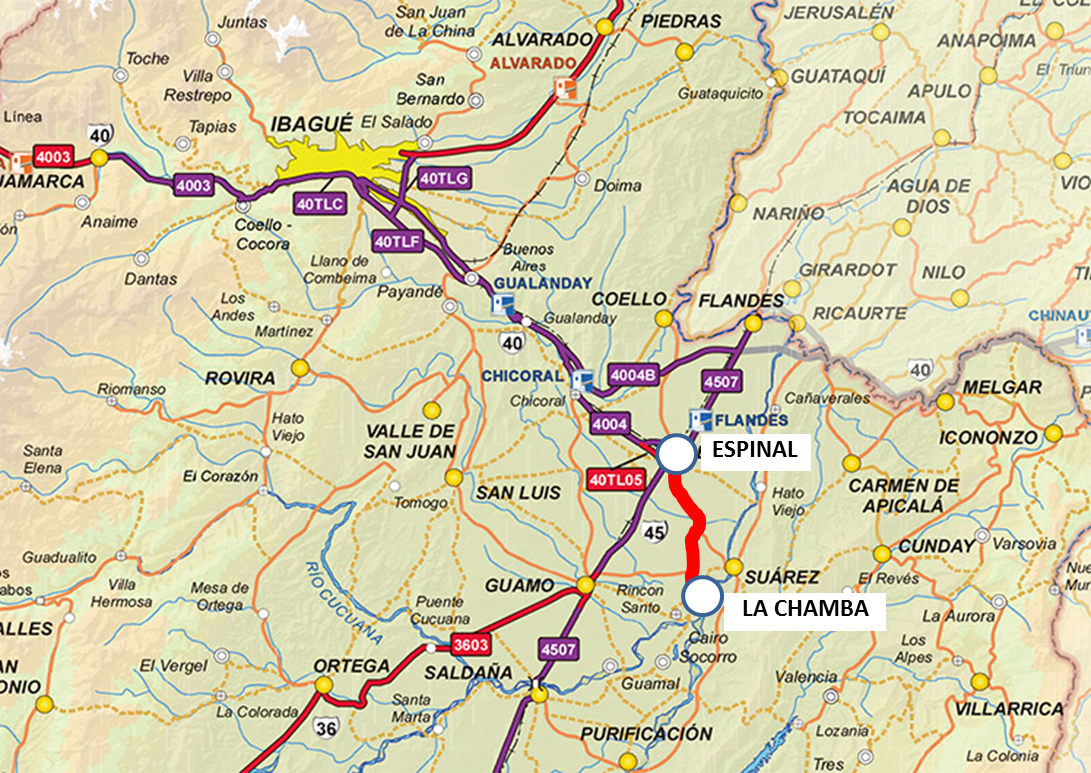 San Juan
de La China
PIEDRAS
JERUSALÉN
Juntas
ALVARADO
ALVARADO
ANAPOIMA
Toche
Villa
Restrepo
San
Bernardo
GUATAQUÍ
Guataquicito
APULO
Linea
TOCAIMA
Tapias
IBAGUÉ
El Salado
40
4003
4003
40TLG
Doima
AGUA DE
DIOS
Anaime
40TLC
NARIÑO
Coello -
Cocora
40TLF
Buenos
Aires
Dantas
Llano de
Combeima
Payandé
GUALANDAY
GIRARDOT
NILO
Los
Andes
COELLO
FLANDES
RICAURTE
Martínez
Gualanday
40
CHICORAL
4004B
4507
40
ROVIRA
MELGAR
Riomanso
Chicoral
Cañaverales
Hato
Viejo
4004
FLANDES
VALLE DE
SAN JUAN
ICONONZO
Santa
Elena
ESPINAL
El Corazón
40TL05
SAN LUIS
Tomogo
Hato
Viejo
CARMEN DE
APICALÁ
45
CUNDAY
Varsovia
Guadualito
RIO CUCUANA
GUAMO
SUÁREZ
El Revés
Villa
Hermosa
Mesa de
Ortega
Puente
Cucuana
Rincon
Santo
LA CHAMBA
La Aurora
3603
4507
Cairo
Socorro
Los
Alpes
El Vergel
ORTEGA
SALDAÑA
Guamal
Valencia
La Colorada
Santa
Marta
VILLARRICA
36
PURIFICACIÓN
Lozania
La Colonia
Tres